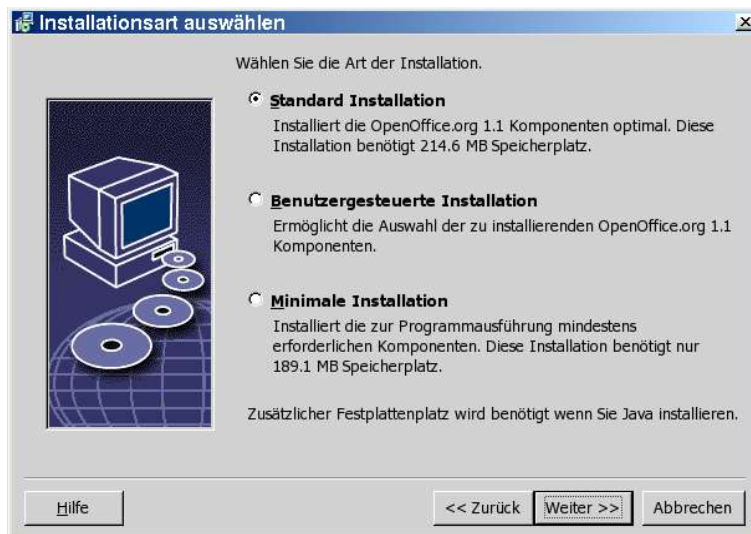 Installationsart auswählen
Wählen Sie die Art der Installation.
Standard Installation
Installiert die OpenOffice.org 1.1 Komponenten optimal. Diese
Installation benötigt 214.6 MB Speicherplatz.
Benutzergesteuerte Installation
Ermöglicht die Auswahl der zu installierenden OpenOffice.org 1.1
Komponenten.
Minimale Installation
Installiert die zur Programmausführung mindestens
erforderlichen Komponenten. Diese Installation benötigt nur
189.1 MB Speicherplatz.
Zusätzlicher Festplattenplatz wird benötigt wenn Sie Java installieren.
Hilfe
<< Zurück
Weiter >>
Abbrechen